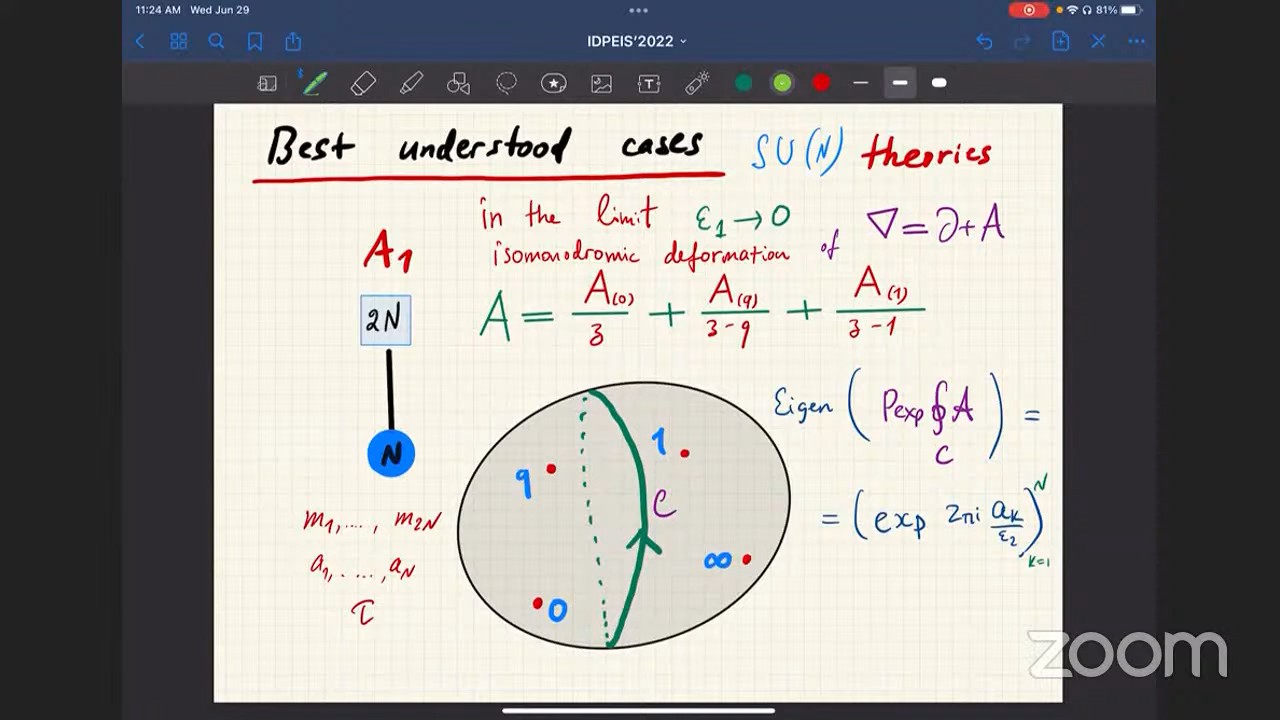 11:24 AM Wed Jun 29
81%
IDPEIS'2022
Best understood cases SU(N) theories
in the limit ε₁→0 of ∇=∂+A
isomonodromic deformation
A₁
2N
N
A = A(0)/z + A(q)/(z-q) + A(1)/(z-1)
Eigen (Pexp ∮_C A) =
= (exp 2πi a_k/ε₂)^N_{k=1}
m₁,..., m₂N
a₁,...., aN
τ
q
1
C
∞
0
zoom